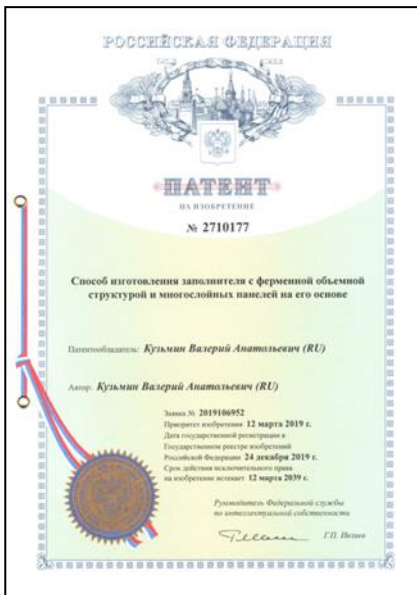 РОССИЙСКАЯ ФЕДЕРАЦИЯ
ПАТЕНТ
НА ИЗОБРЕТЕНИЕ
№ 2710177
Способ изготовления заполнителя с ферменной объемной
структурой и многослойных панелей на его основе
Патентообладатель: Кузьмин Валерий Анатольевич (RU)
Автор: Кузьмин Валерий Анатольевич (RU)
Заявка № 2019106952
Приоритет изобретения 12 марта 2019 г.
Дата государственной регистрации в
Государственном реестре изобретений
Российской Федерации 24 декабря 2019 г.
Срок действия исключительного права
на изобретение истекает 12 марта 2039 г.
Руководитель Федеральной службы
по интеллектуальной собственности
Г.П. Ивлиев